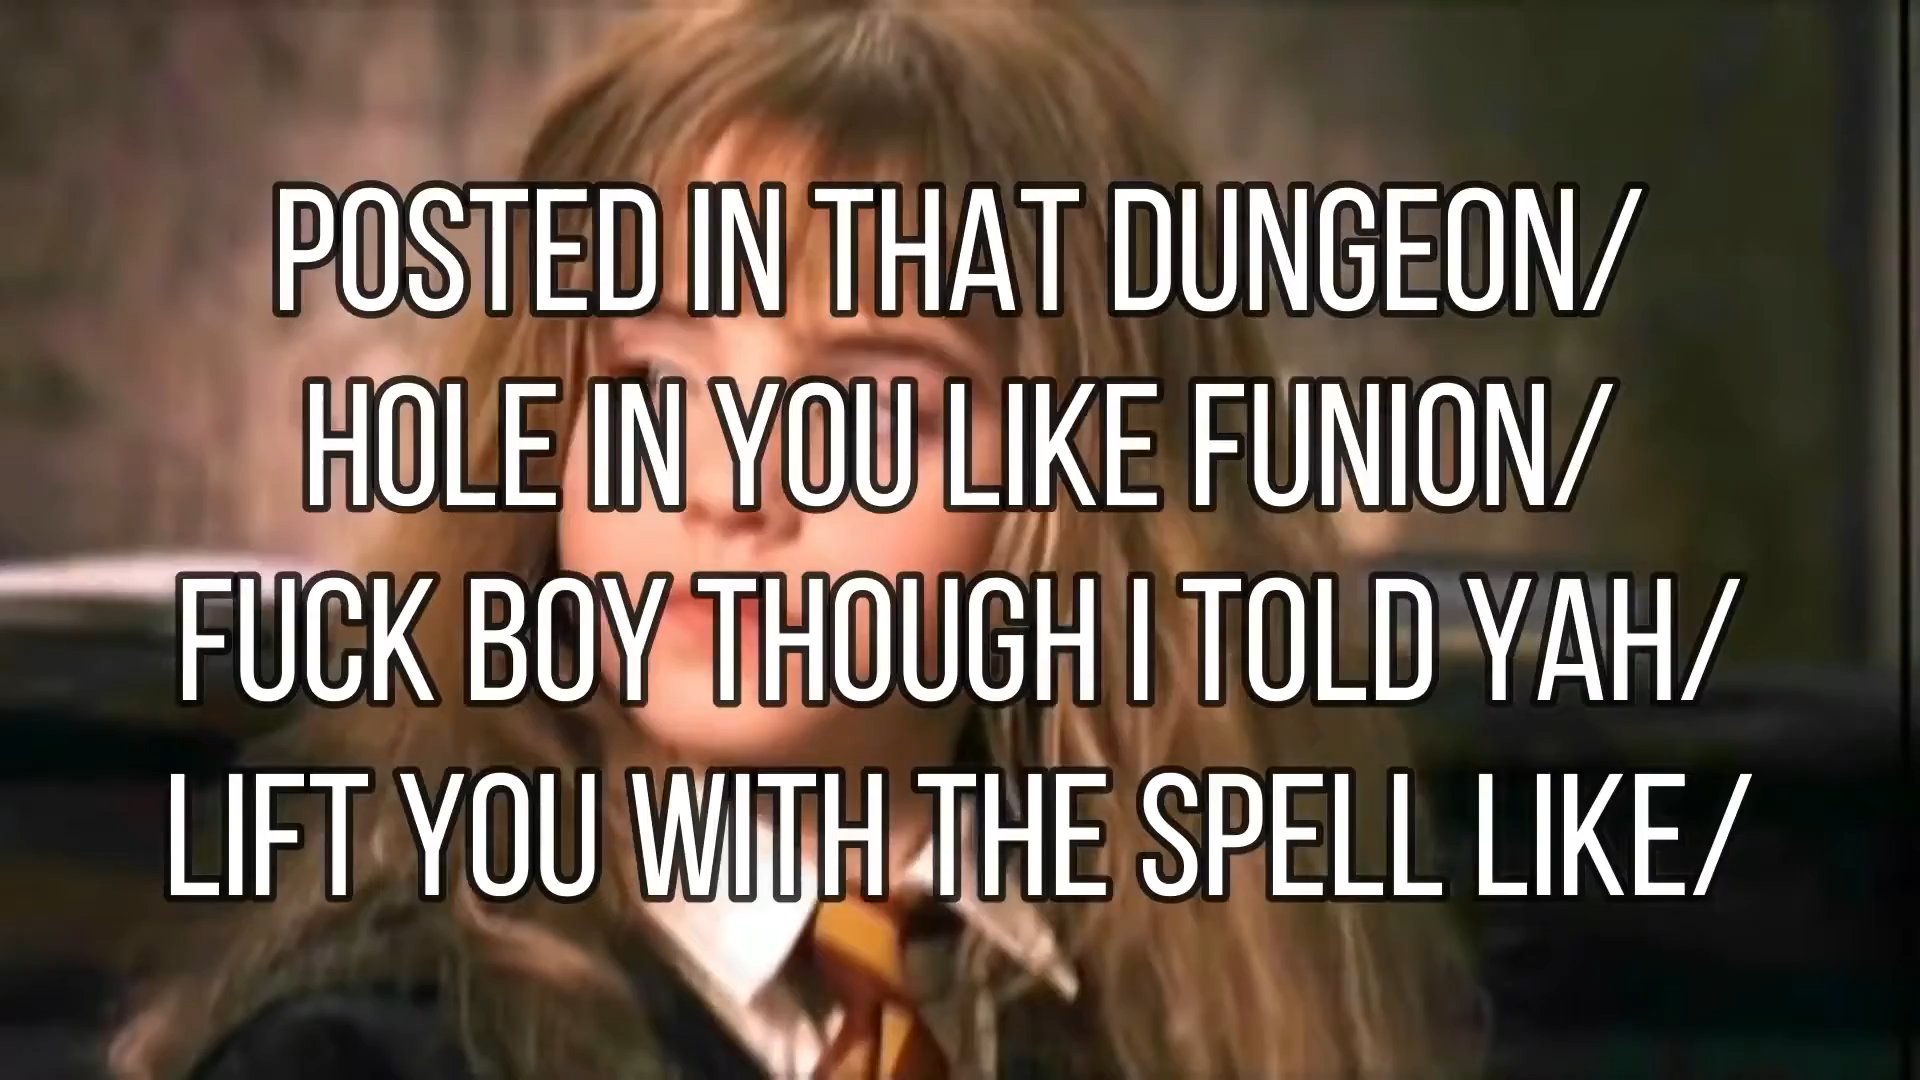 POSTED IN THAT DUNGEON/
HOLE IN YOU LIKE FUNION/
FUCK BOY THOUGH I TOLD YAH/
LIFT YOU WITH THE SPELL LIKE/